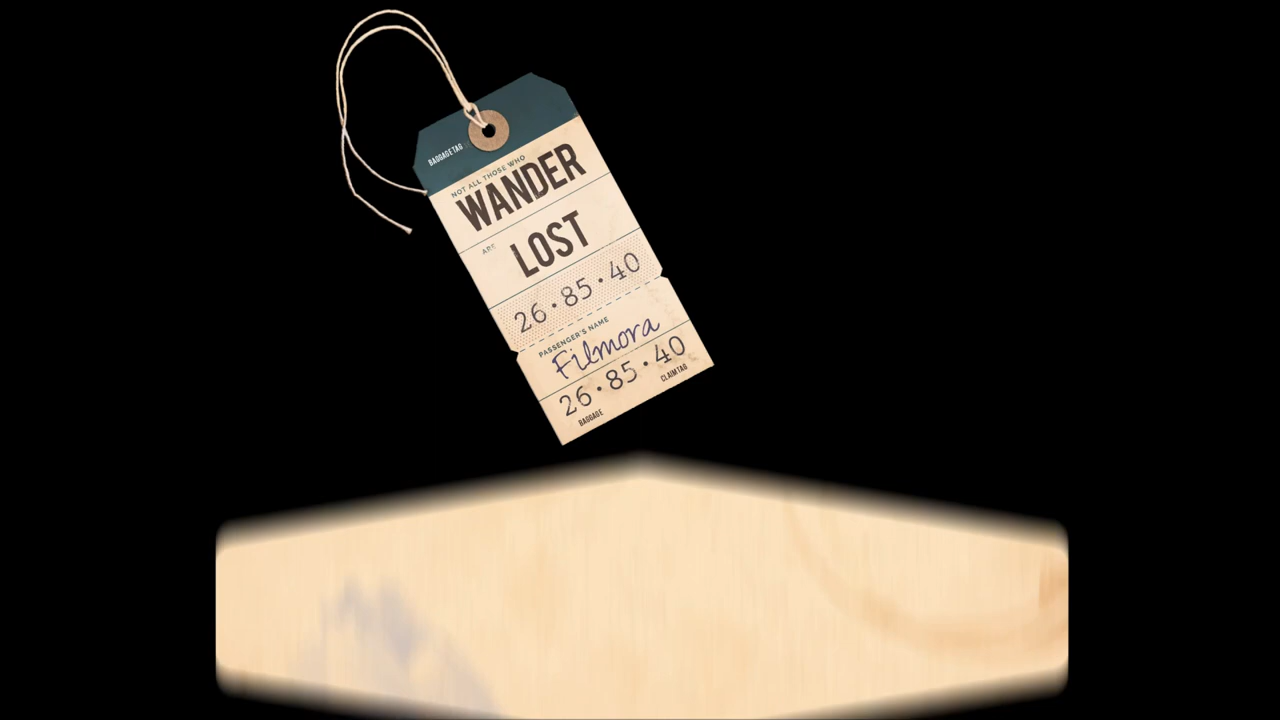 BAGGAGE TAG
NOT ALL THOSE WHO
WANDER
ARE LOST
26•85•40
PASSENGER'S NAME
Filmora
26•85•40
BAGGAGE CLAIM TAG